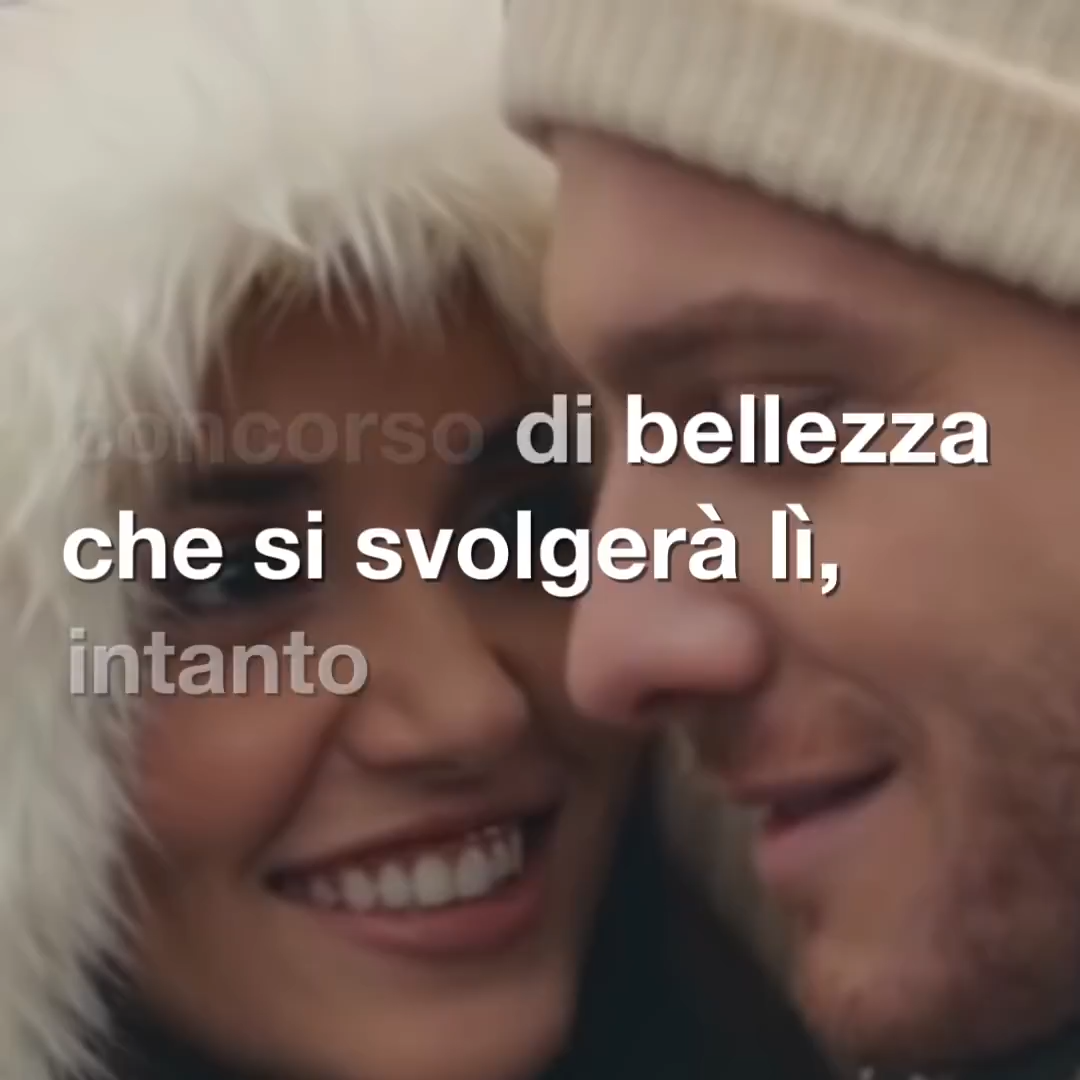 concorso di bellezza
che si svolgerà lì,
intanto